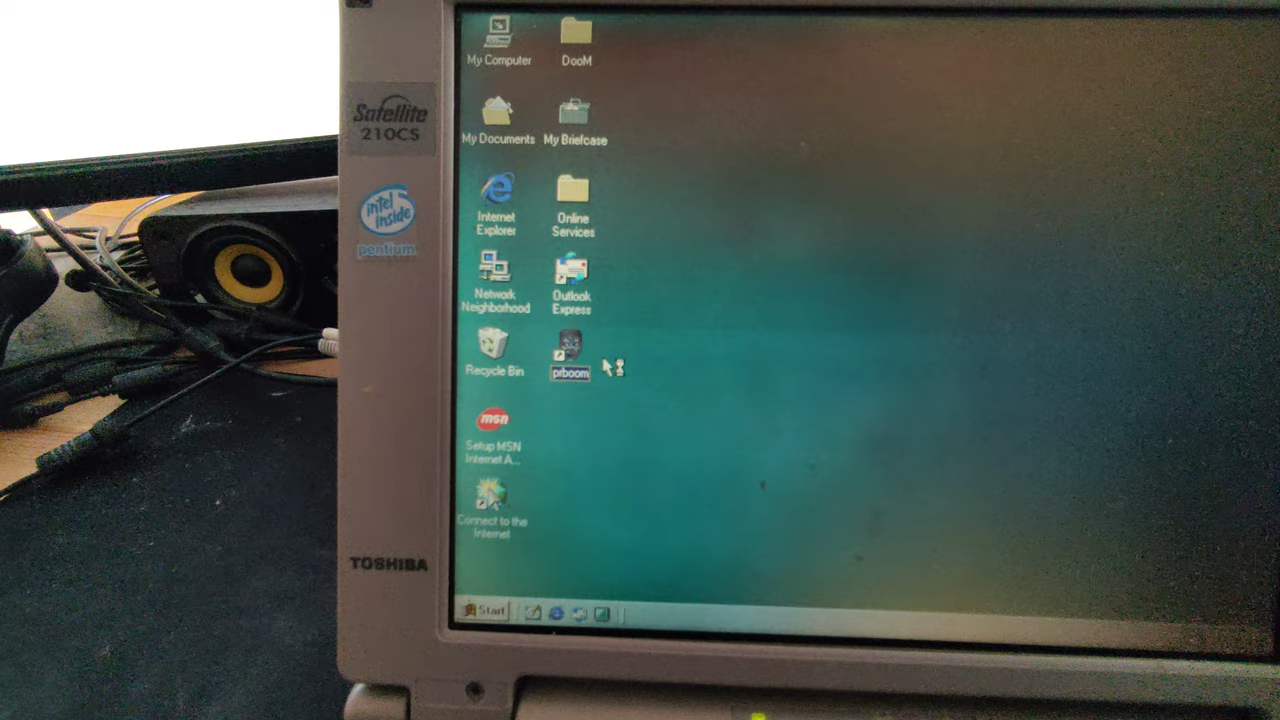 My Computer
DooM
My Documents
My Briefcase
Internet
Explorer
Online
Services
Network
Neighborhood
Outlook
Express
Recycle Bin
prboom
msn
Setup MSN
Internet A...
Connect to the
Internet
Start
Satellite
210CS
intel
inside
pentium
TOSHIBA